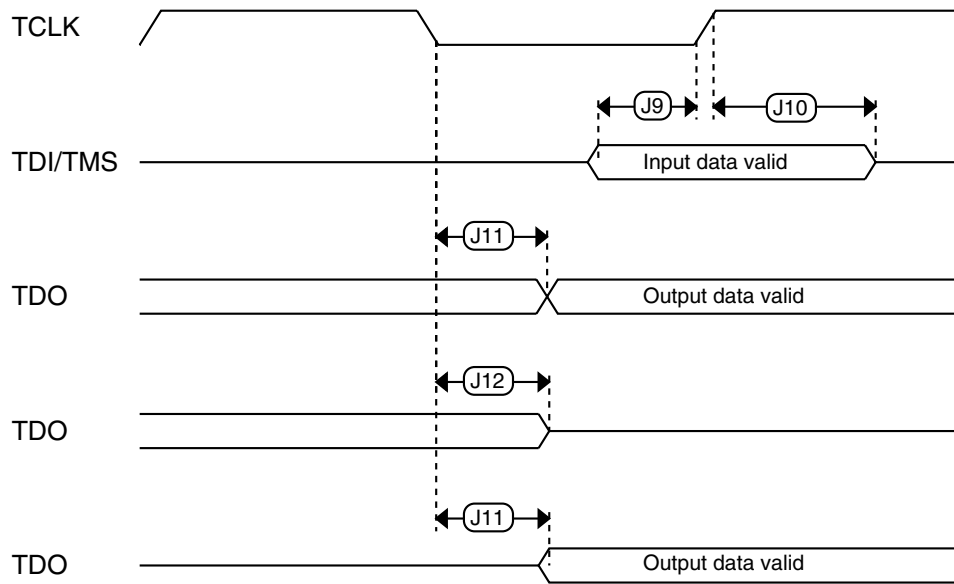 TCLK
J9
J10
TDI/TMS
Input data valid
J11
TDO
Output data valid
J12
TDO
J11
TDO
Output data valid